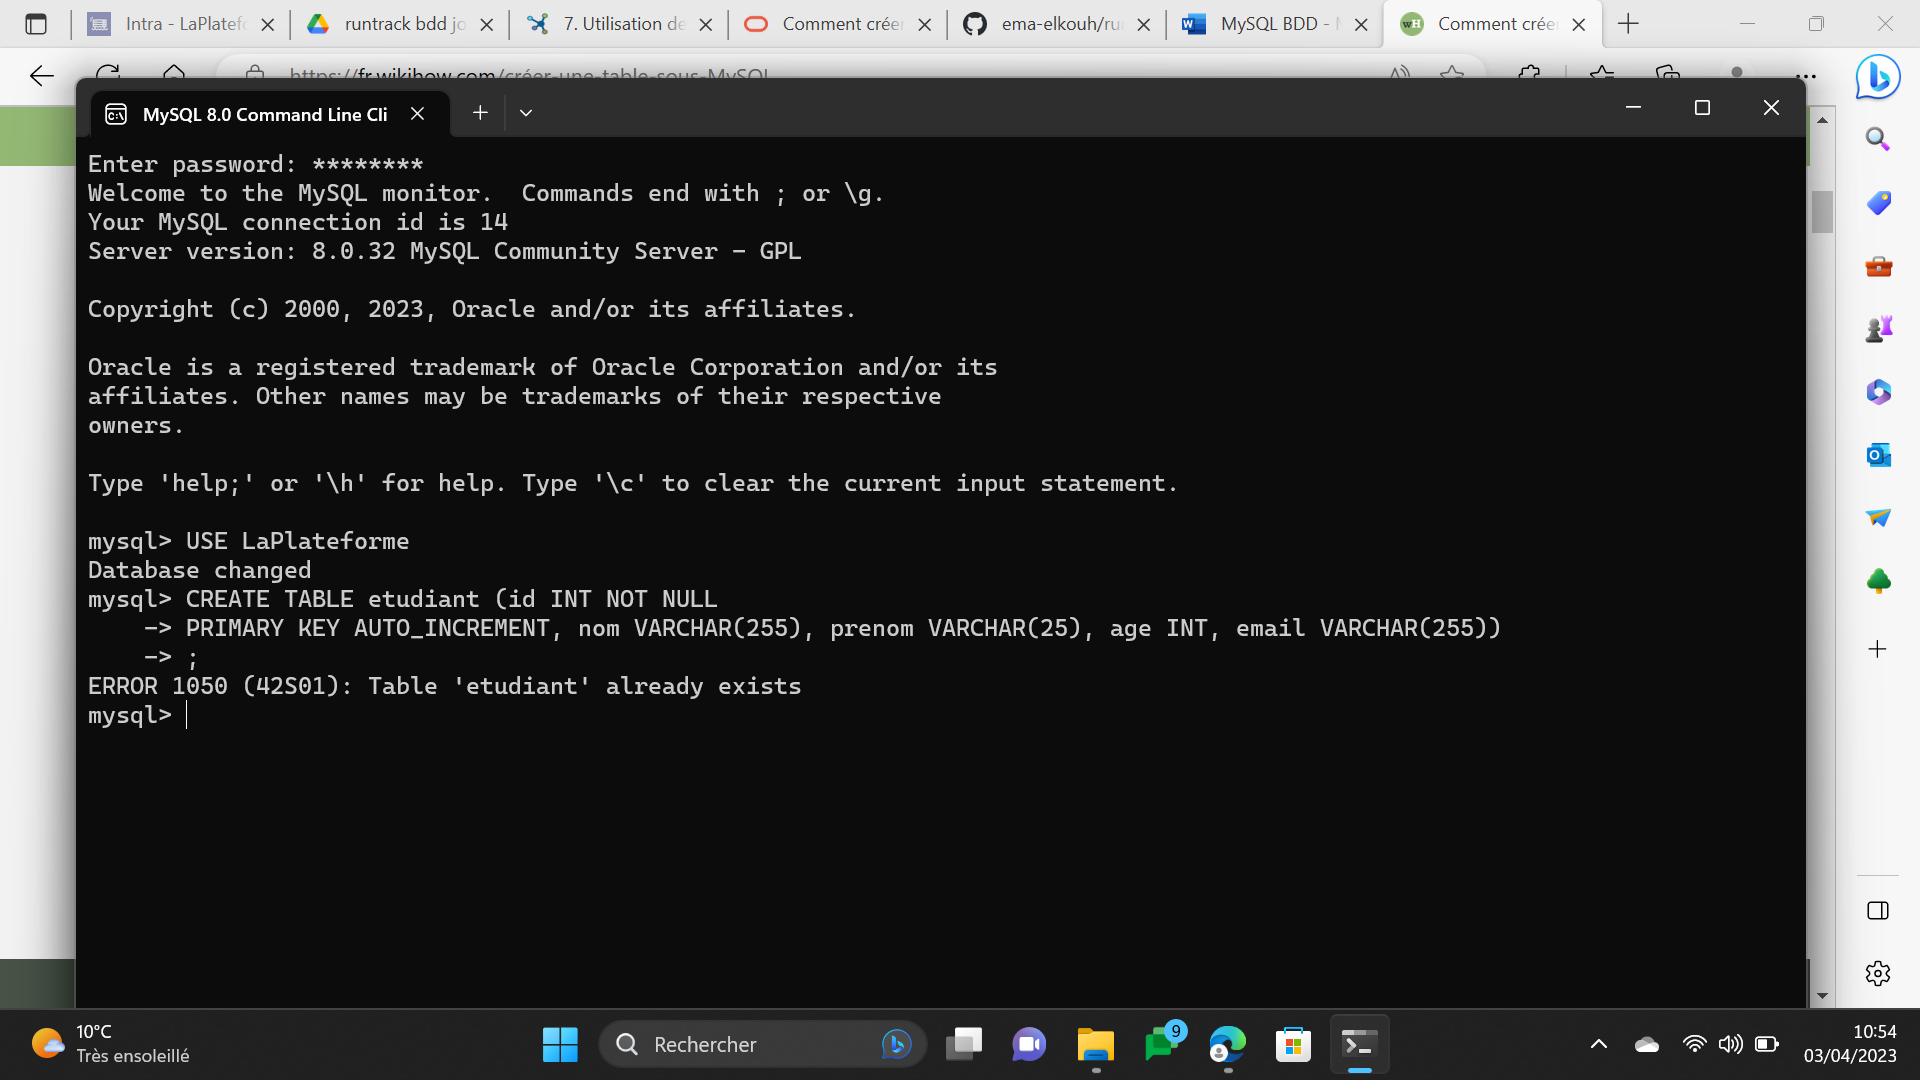 Intra - LaPlatef
runtrack bdd jo
7. Utilisation de
Comment créer
ema-elkouh/ru
MySQL BDD -
Comment créer
https://fr.wikihow.com/créer-une-table-sous-MySQL
MySQL 8.0 Command Line Cli
Enter password: ********
Welcome to the MySQL monitor.  Commands end with ; or \g.
Your MySQL connection id is 14
Server version: 8.0.32 MySQL Community Server - GPL
Copyright (c) 2000, 2023, Oracle and/or its affiliates.
Oracle is a registered trademark of Oracle Corporation and/or its
affiliates. Other names may be trademarks of their respective
owners.
Type 'help;' or '\h' for help. Type '\c' to clear the current input statement.
mysql> USE LaPlateforme
Database changed
mysql> CREATE TABLE etudiant (id INT NOT NULL
    -> PRIMARY KEY AUTO_INCREMENT, nom VARCHAR(255), prenom VARCHAR(25), age INT, email VARCHAR(255))
    -> ;
ERROR 1050 (42S01): Table 'etudiant' already exists
mysql>
10°C
Très ensoleillé
Rechercher
9
10:54
03/04/2023